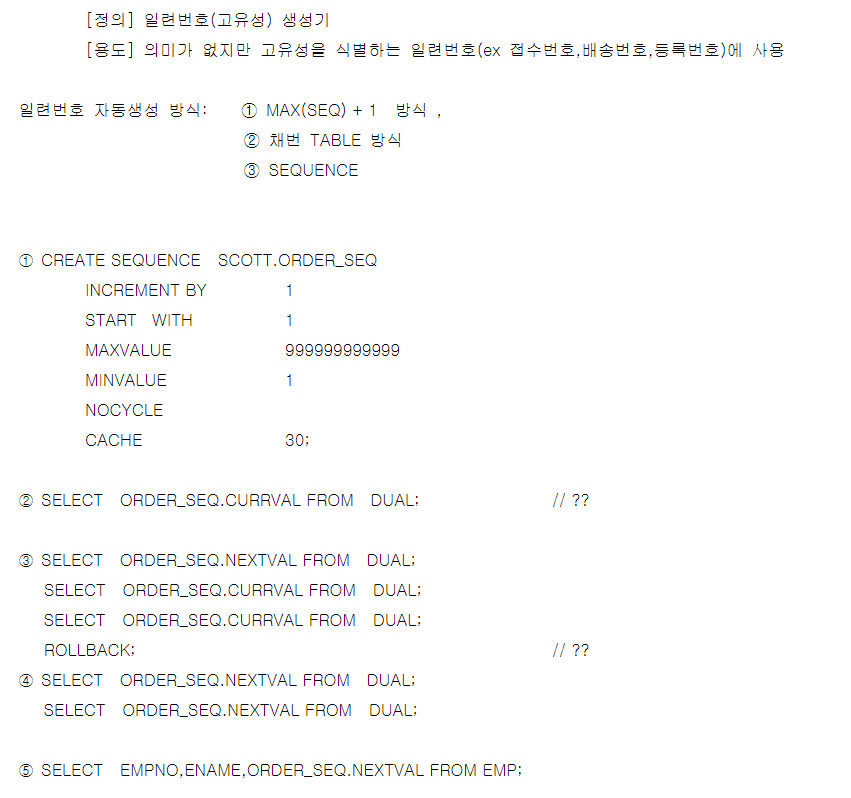 [정의] 일련번호(고유성) 생성기
[용도] 의미가 없지만 고유성을 식별하는 일련번호(ex 접수번호,배송번호,등록번호)에 사용
일련번호 자동생성 방식: ① MAX(SEQ) + 1 방식 ,
② 채번 TABLE 방식
③ SEQUENCE
① CREATE SEQUENCE SCOTT.ORDER_SEQ
INCREMENT BY 1
START WITH 1
MAXVALUE 999999999999
MINVALUE 1
NOCYCLE
CACHE 30;
② SELECT ORDER_SEQ.CURRVAL FROM DUAL; // ??
③ SELECT ORDER_SEQ.NEXTVAL FROM DUAL;
SELECT ORDER_SEQ.CURRVAL FROM DUAL;
SELECT ORDER_SEQ.CURRVAL FROM DUAL;
ROLLBACK; // ??
④ SELECT ORDER_SEQ.NEXTVAL FROM DUAL;
SELECT ORDER_SEQ.NEXTVAL FROM DUAL;
⑤ SELECT EMPNO,ENAME,ORDER_SEQ.NEXTVAL FROM EMP;